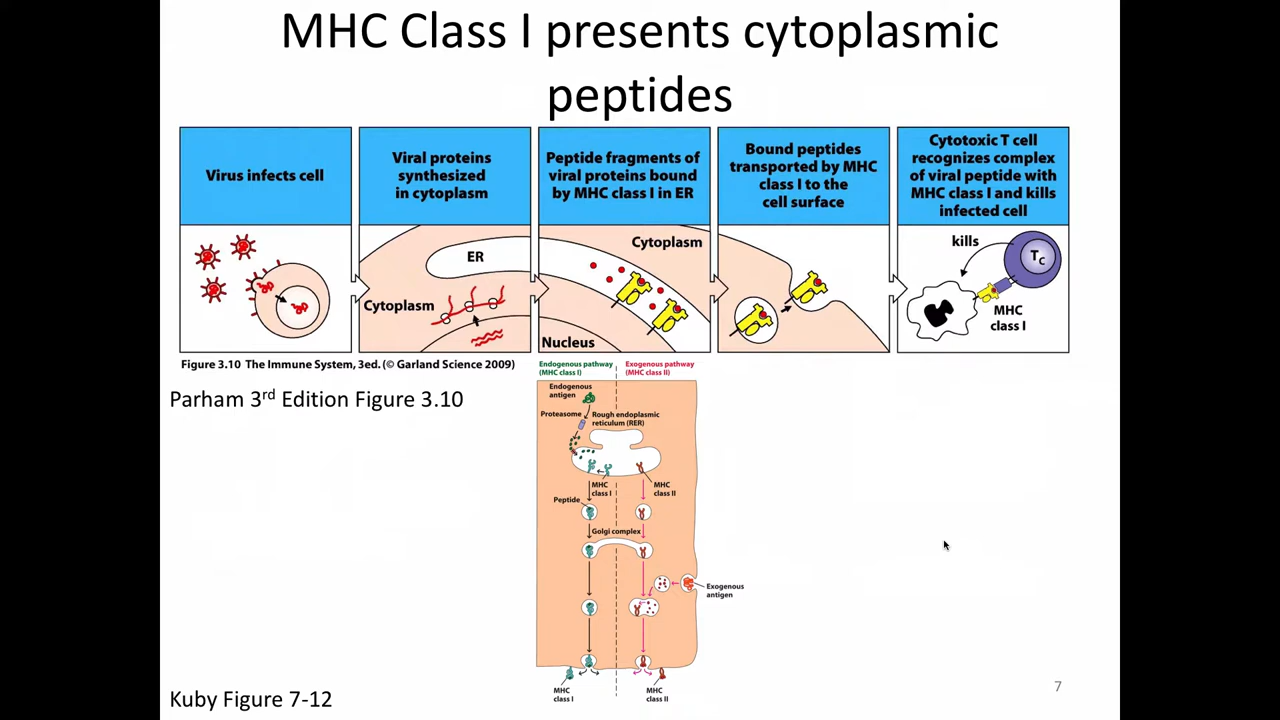 MHC Class I presents cytoplasmic
peptides
Virus infects cell
Viral proteins
synthesized
in cytoplasm
Peptide fragments of
viral proteins bound
by MHC class I in ER
Bound peptides
transported by MHC
class I to the
cell surface
Cytotoxic T cell
recognizes complex
of viral peptide with
MHC class I and kills
infected cell
ER
Cytoplasm
Cytoplasm
Nucleus
kills
TC
MHC
class I
Figure 3.10 The Immune System, 3ed. (© Garland Science 2009)
Parham 3rd Edition Figure 3.10
Endogenous pathway
(MHC class I)
Exogenous pathway
(MHC class II)
Endogenous
antigen
Proteasome
Rough endoplasmic
reticulum (RER)
MHC
class I
MHC
class II
Peptide
Golgi complex
Exogenous
antigen
MHC
class I
MHC
class II
Kuby Figure 7-12
7